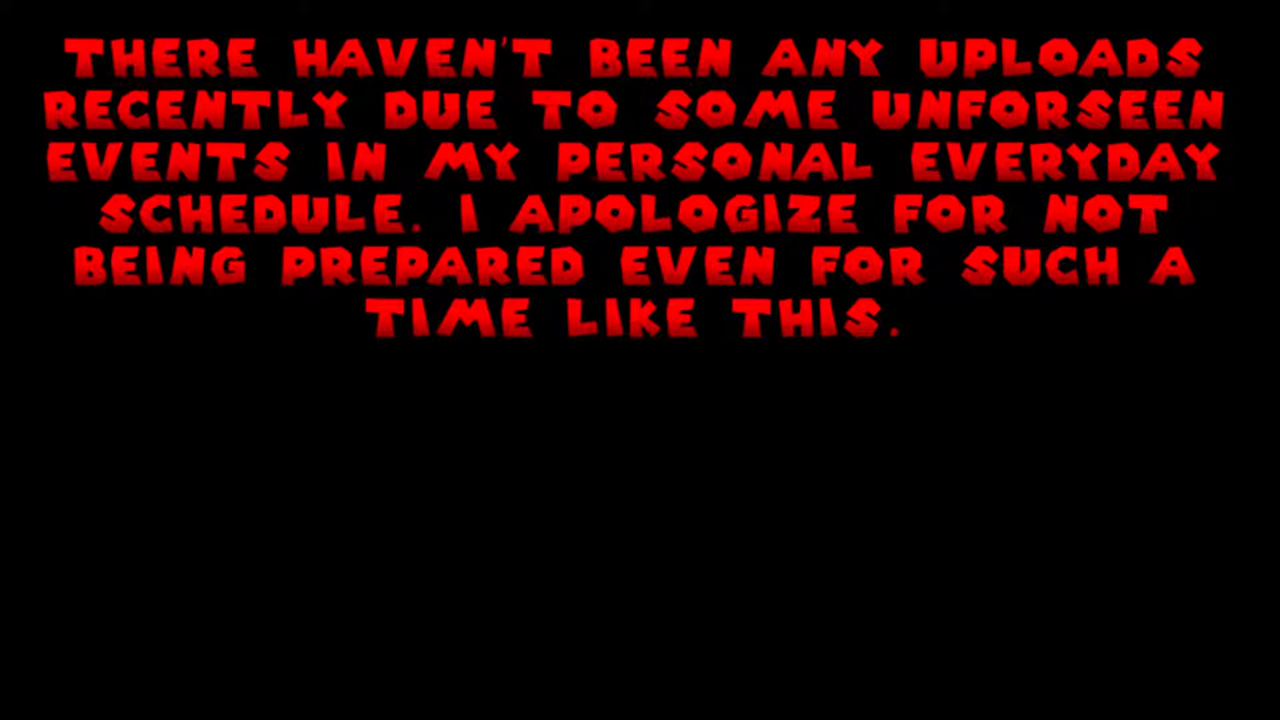 THERE HAVEN'T BEEN ANY UPLOADS
RECENTLY DUE TO SOME UNFORSEEN
EVENTS IN MY PERSONAL EVERYDAY
SCHEDULE. I APOLOGIZE FOR NOT
BEING PREPARED EVEN FOR SUCH A
TIME LIKE THIS.